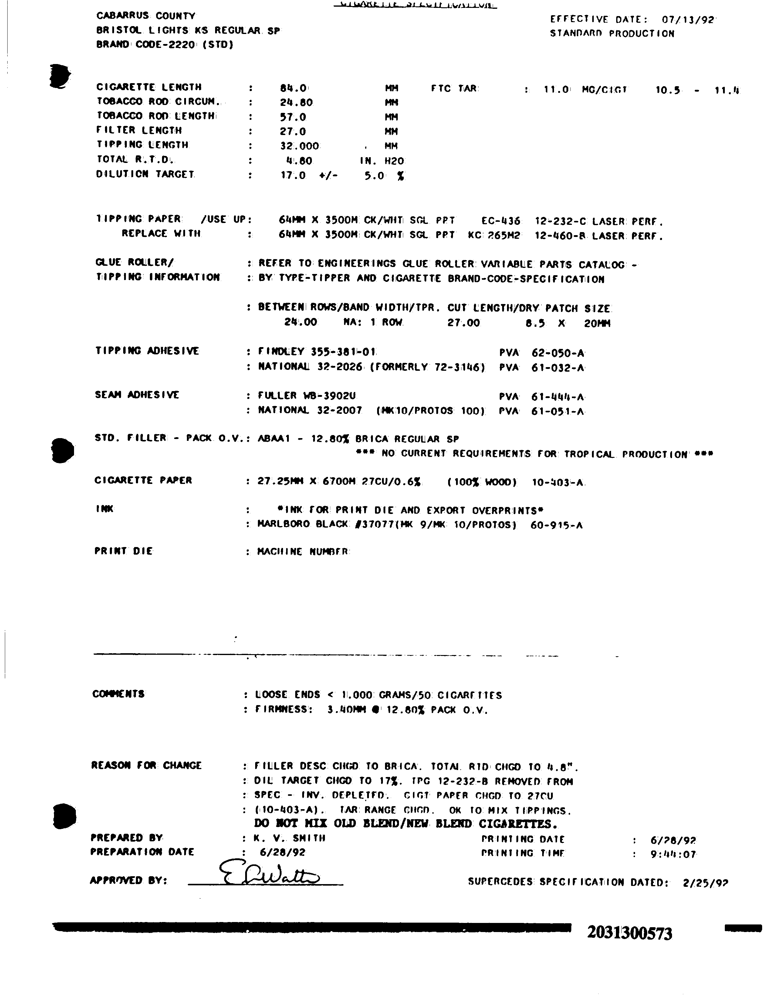 CABARRUS COUNTY EFFECTIVE DATE: 07/13/92
BRISTOL LIGHTS KS REGULAR SP STANDARD PRODUCTION
BRAND CODE-2220 (STD)
CIGARETTE LENGTH : 84.0 MM FTC TAR : 11.0 MG/CIGT 10.5 - 11.4
TOBACCO ROD CIRCUM. : 24.80 MM
TOBACCO ROD LENGTH : 57.0 MM
FILTER LENGTH : 27.0 MM
TIPPING LENGTH : 32.000 MM
TOTAL R.T.D. : 4.80 IN. H2O
DILUTION TARGET : 17.0 +/- 5.0 %
TIPPING PAPER /USE UP: 64MM X 3500M CK/WHT SGL PPT EC-436 12-232-C LASER PERF.
REPLACE WITH : 64MM X 3500M CK/WHT SGL PPT KC 265M2 12-460-B LASER PERF.
GLUE ROLLER/ : REFER TO ENGINEERINGS GLUE ROLLER VARIABLE PARTS CATALOG -
TIPPING INFORMATION : BY TYPE-TIPPER AND CIGARETTE BRAND-CODE-SPECIFICATION
: BETWEEN ROWS/BAND WIDTH/TPR. CUT LENGTH/DRY PATCH SIZE
24.00 NA: 1 ROW 27.00 8.5 X 20MM
TIPPING ADHESIVE : FINDLEY 355-381-01 PVA 62-050-A
: NATIONAL 32-2026 (FORMERLY 72-3146) PVA 61-032-A
SEAM ADHESIVE : FULLER WB-3902U PVA 61-444-A
: NATIONAL 32-2007 (MK10/PROTOS 100) PVA 61-051-A
STD. FILLER - PACK O.V.: ABAA1 - 12.80% BRICA REGULAR SP
*** NO CURRENT REQUIREMENTS FOR TROPICAL PRODUCTION ***
CIGARETTE PAPER : 27.25MM X 6700M 27CU/0.6% (100% WOOD) 10-403-A
INK : *INK FOR PRINT DIE AND EXPORT OVERPRINTS*
: MARLBORO BLACK #37077(MK 9/MK 10/PROTOS) 60-915-A
PRINT DIE : MACHINE NUMBER
COMMENTS : LOOSE ENDS < 1.000 GRAMS/50 CIGARETTES
: FIRMNESS: 3.40MM @ 12.80% PACK O.V.
REASON FOR CHANGE : FILLER DESC CHGD TO BRICA. TOTAL RTD CHGD TO 4.8".
: DIL TARGET CHGD TO 17%. TPG 12-232-B REMOVED FROM
: SPEC - INV. DEPLETED. CIGT PAPER CHGD TO 27CU
: (10-403-A). TAR RANGE CHGD. OK TO MIX TIPPINGS.
DO NOT MIX OLD BLEND/NEW BLEND CIGARETTES.
PREPARED BY : K. V. SMITH PRINTING DATE : 6/28/92
PREPARATION DATE : 6/28/92 PRINTING TIME : 9:44:07
APPROVED BY: E L Watts SUPERCEDES SPECIFICATION DATED: 2/25/92
2031300573